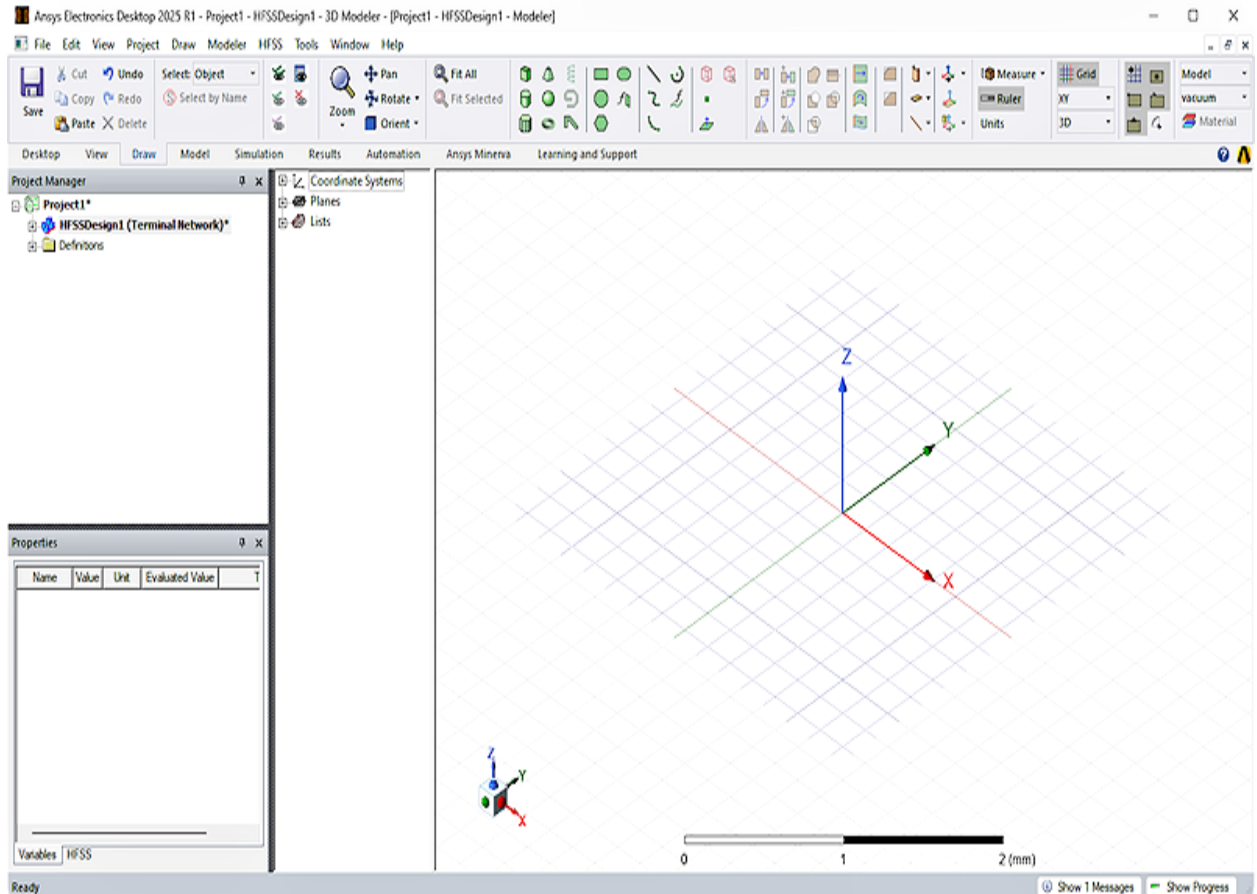 Ansys Electronics Desktop 2025 R1 - Project1 - HFSSDesign1 - 3D Modeler - [Project1 - HFSSDesign1 - Modeler]
File Edit View Project Draw Modeler HFSS Tools Window Help
Save
Cut Undo
Copy Redo
Paste Delete
Select: Object
Select by Name
Zoom
Pan
Rotate
Orient
Fit All
Fit Selected
Measure
Ruler
Units
Grid
XY
3D
Model
vacuum
Material
Desktop View Draw Model Simulation Results Automation Ansys Minerva Learning and Support
Project Manager
Project1*
HFSSDesign1 (Terminal Network)*
Definitions
Coordinate Systems
Planes
Lists
Z
Y
X
Properties
Name Value Unit Evaluated Value T
Variables HFSS
Z
Y
X
0 1 2 (mm)
Ready
Show 1 Messages Show Progress